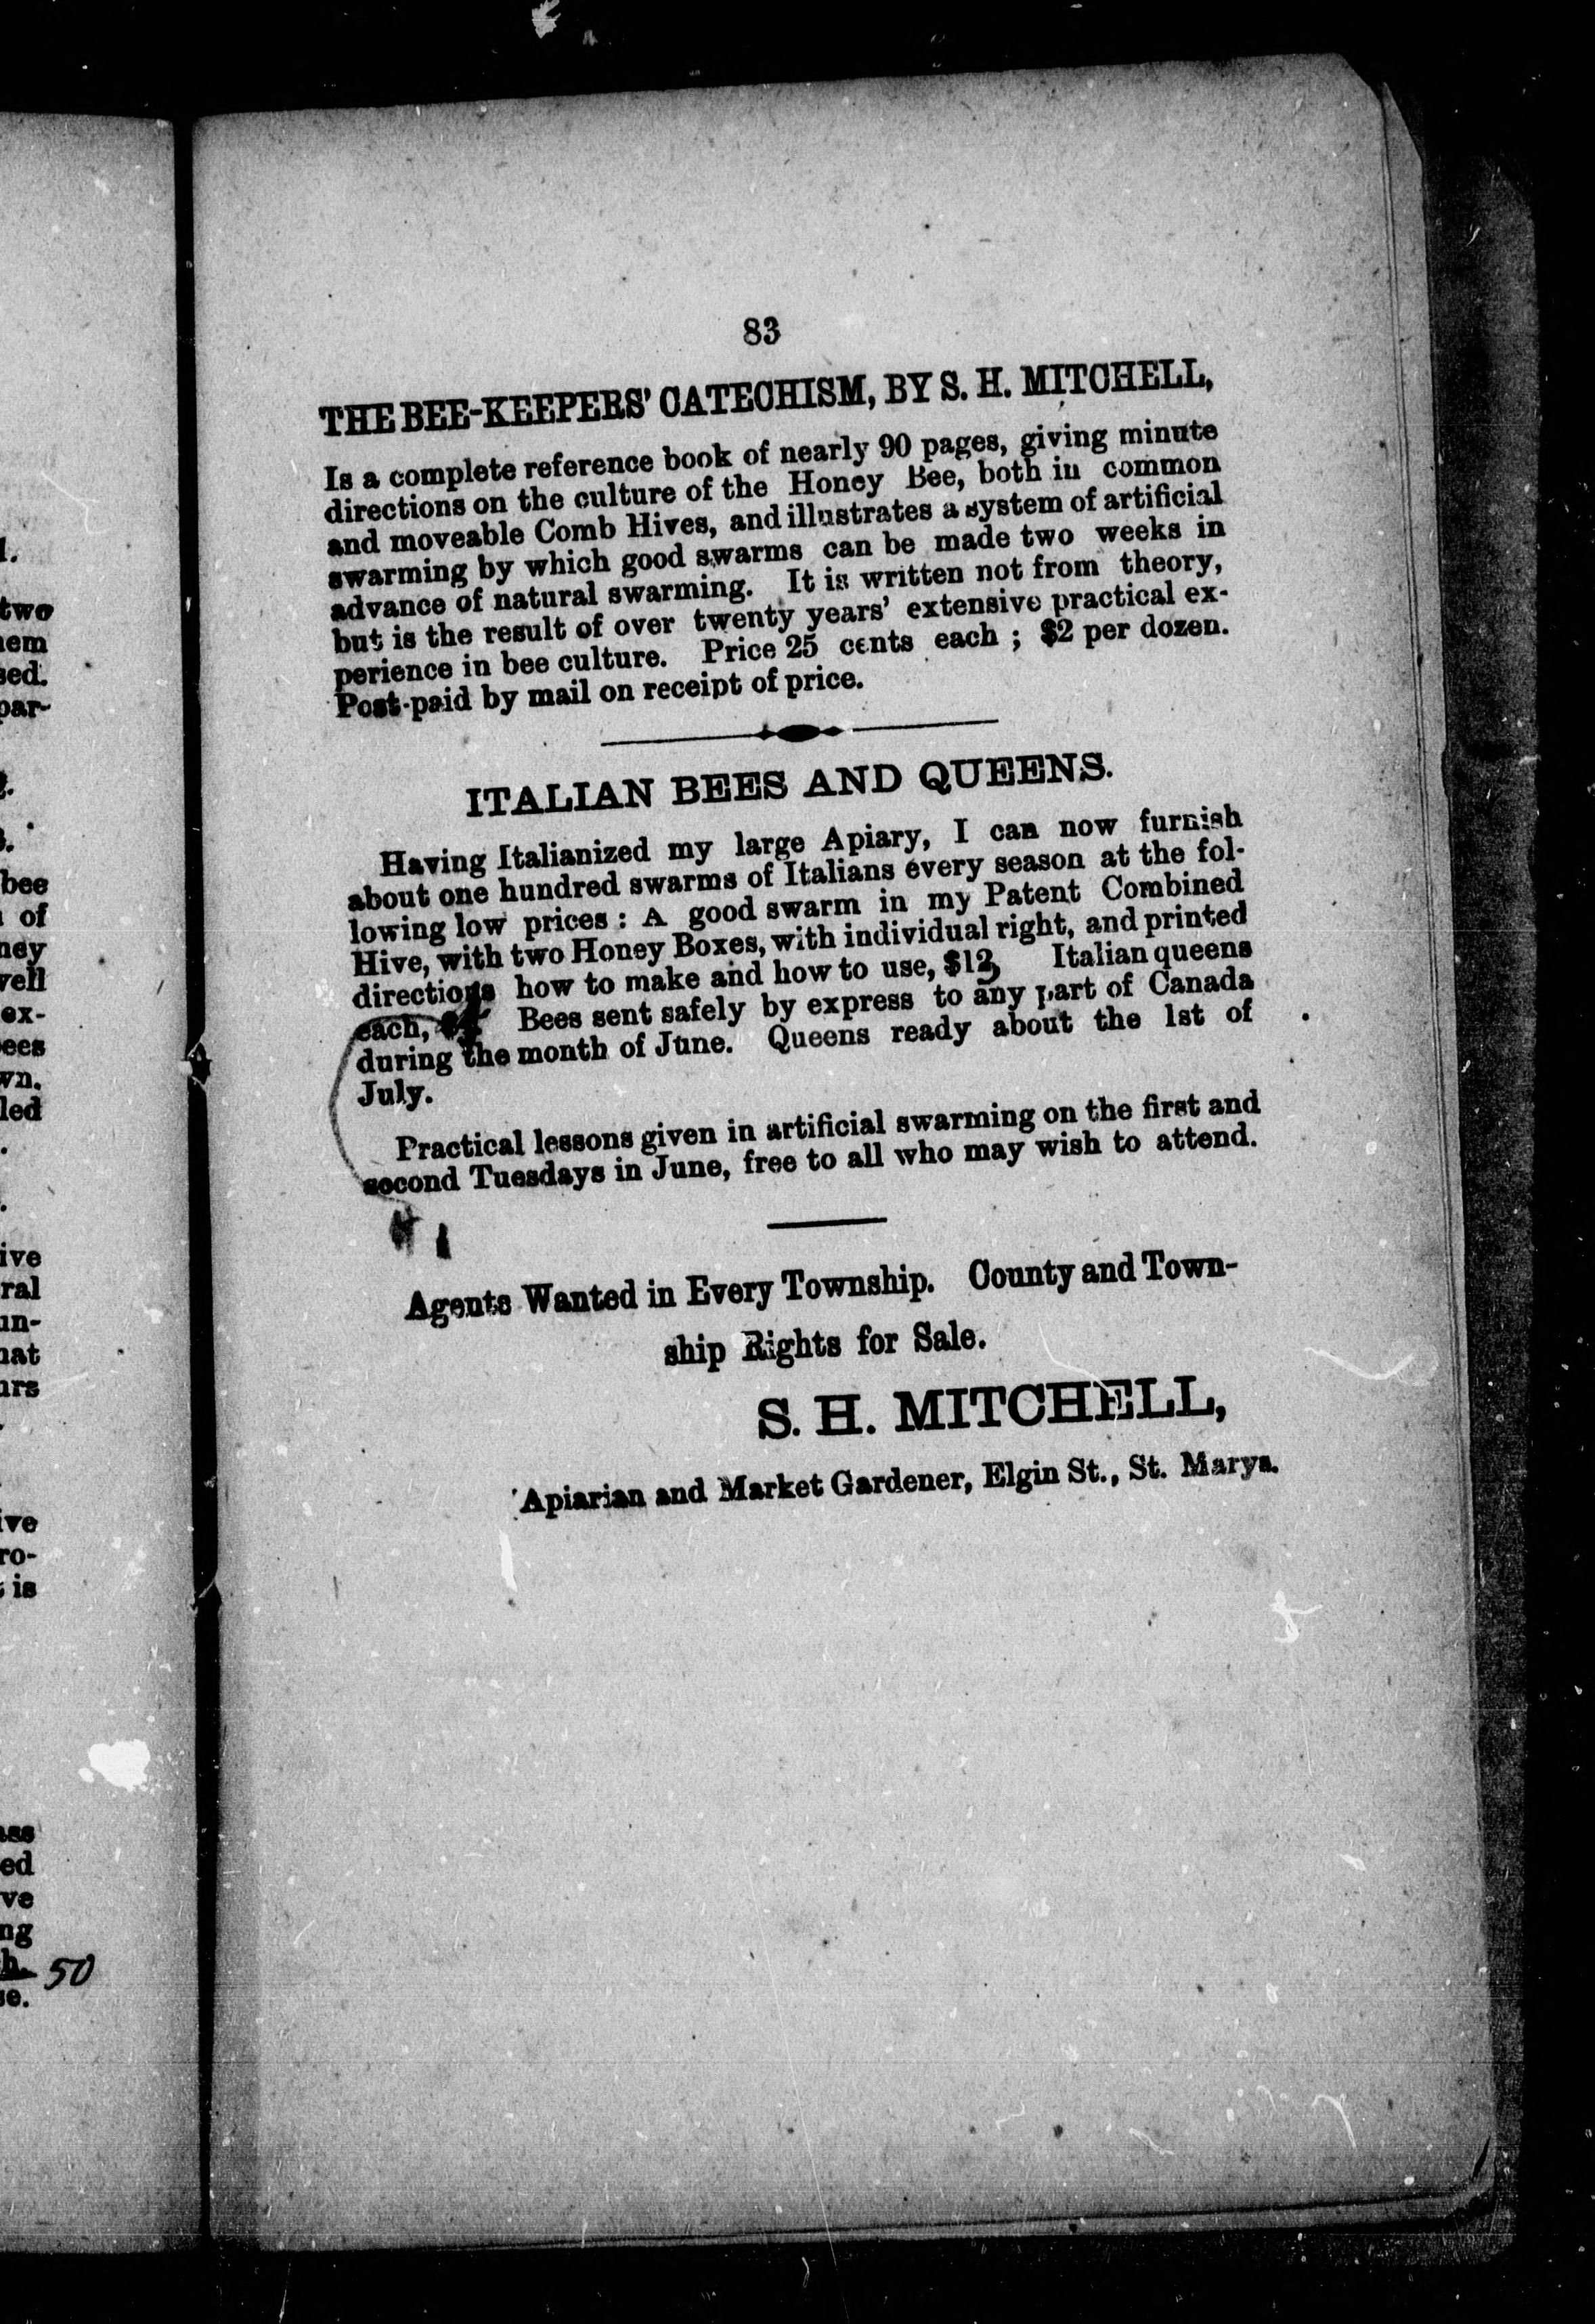 83
THE BEE-KEEPERS' CATECHISM, BY S. H. MITCHELL,
Is a complete reference book of nearly 90 pages, giving minute
directions on the culture of the Honey Bee, both in common
and moveable Comb Hives, and illustrates a system of artificial
swarming by which good swarms can be made two weeks in
advance of natural swarming. It is written not from theory,
but is the result of over twenty years' extensive practical ex-
perience in bee culture. Price 25 cents each ; $2 per dozen.
Post-paid by mail on receipt of price.
ITALIAN BEES AND QUEENS.
Having Italianized my large Apiary, I can now furnish
about one hundred swarms of Italians every season at the fol-
lowing low prices : A good swarm in my Patent Combined
Hive, with two Honey Boxes, with individual right, and printed
directions how to make and how to use, Italian queens
each, Bees sent safely by express to any part of Canada
during the month of June. Queens ready about the 1st of
July.
Practical lessons given in artificial swarming on the first and
second Tuesdays in June, free to all who may wish to attend.
Agents Wanted in Every Township. County and Town-
ship Rights for Sale.
S. H. MITCHELL,
Apiarian and Market Gardener, Elgin St., St. Marys.
two
bee
of
is
50